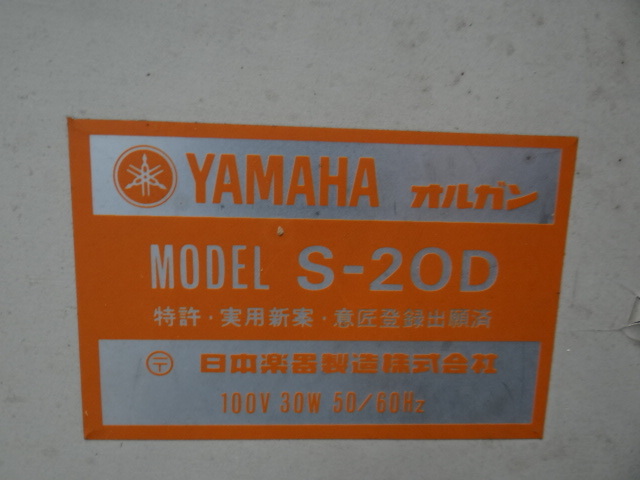 YAMAHA オルガン
MODEL S-20D
特許・実用新案・意匠登録出願済
〶 日本楽器製造株式会社
100V 30W 50/60Hz